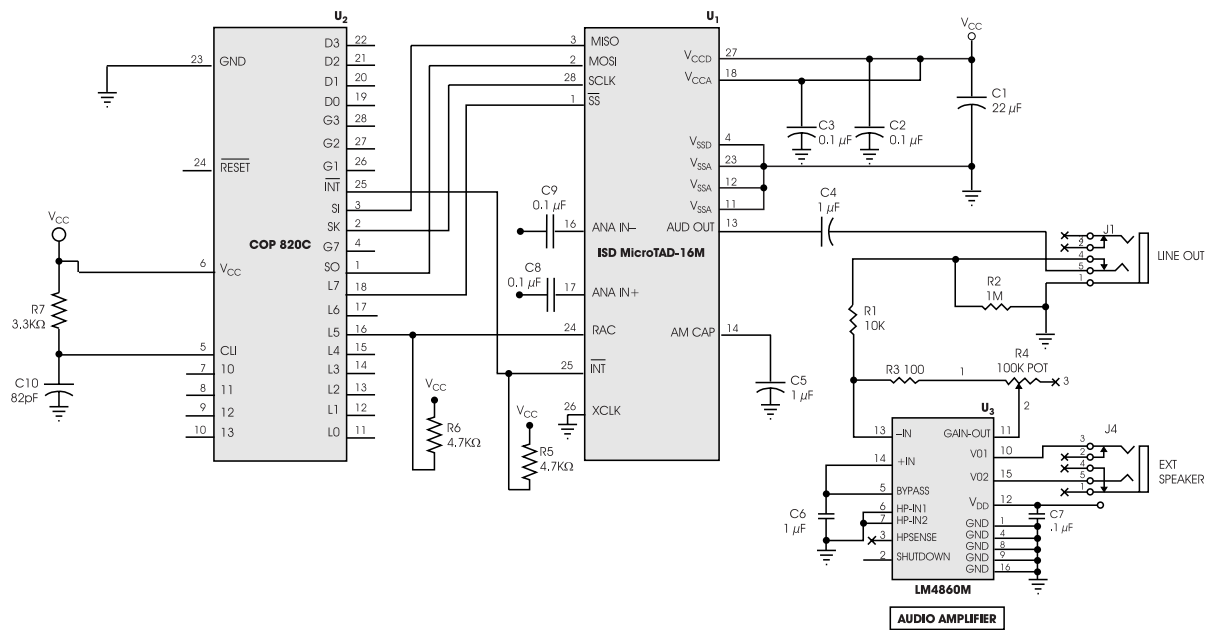 U2
COP 820C
23 GND
24 RESET
VCC
6 VCC
R7
3.3KΩ
5 CLI
C10
82pF
7 10
8 11
9 12
10 13
D3 22
D2 21
D1 20
D0 19
G3 28
G2 27
G1 26
INT 25
SI 3
SK 2
G7 4
SO 1
L7 18
L6 17
L5 16
L4 15
L3 14
L2 13
L1 12
L0 11
VCC
R6
4.7KΩ
VCC
R5
4.7KΩ
U1
ISD MicroTAD-16M
3 MISO
2 MOSI
28 SCLK
1 SS
C9
0.1 µF
16 ANA IN–
C8
0.1 µF
17 ANA IN+
24 RAC
25 INT
26 XCLK
VCCD 27
VCCA 18
VSSD 4
VSSA 23
VSSA 12
VSSA 11
AUD OUT 13
AM CAP 14
VCC
C1
22 µF
C3
0.1 µF
C2
0.1 µF
C4
1 µF
C5
1 µF
J1
2
4
5
1
LINE OUT
R2
1M
R1
10K
R3 100
1
R4
100K POT
3
2
U3
13 –IN
14 +IN
5 BYPASS
6 HP-IN1
7 HP-IN2
3 HPSENSE
2 SHUTDOWN
GAIN-OUT 11
V01 10
V02 15
VDD 12
GND 1
GND 4
GND 8
GND 9
GND 16
C6
1 µF
C7
.1 µF
J4
3
2
4
5
1
EXT
SPEAKER
LM4860M
AUDIO AMPLIFIER